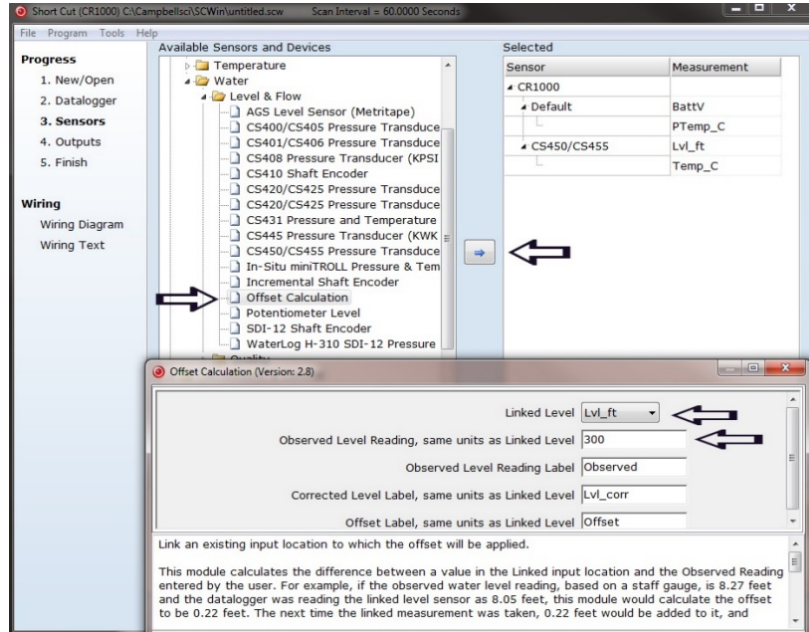 Short Cut (CR1000) C:\Campbellsci\SCWin\untitled.scw Scan Interval = 60.0000 Seconds
File Program Tools Help
Progress
1. New/Open
2. Datalogger
3. Sensors
4. Outputs
5. Finish
Wiring
Wiring Diagram
Wiring Text
Available Sensors and Devices
Temperature
Water
Level & Flow
AGS Level Sensor (Metritape)
CS400/CS405 Pressure Transduce
CS401/CS406 Pressure Transduce
CS408 Pressure Transducer (KPSI
CS410 Shaft Encoder
CS420/CS425 Pressure Transduce
CS420/CS425 Pressure Transduce
CS431 Pressure and Temperature
CS445 Pressure Transducer (KWK
CS450/CS455 Pressure Transduce
In-Situ miniTROLL Pressure & Tem
Incremental Shaft Encoder
Offset Calculation
Potentiometer Level
SDI-12 Shaft Encoder
WaterLog H-310 SDI-12 Pressure
Quality
Selected
Sensor Measurement
CR1000
Default BattV
PTemp_C
CS450/CS455 Lvl_ft
Temp_C
Offset Calculation (Version: 2.8)
Linked Level Lvl_ft
Observed Level Reading, same units as Linked Level 300
Observed Level Reading Label Observed
Corrected Level Label, same units as Linked Level Lvl_corr
Offset Label, same units as Linked Level Offset
Link an existing input location to which the offset will be applied.
This module calculates the difference between a value in the Linked input location and the Observed Reading
entered by the user. For example, if the observed water level reading, based on a staff gauge, is 8.27 feet
and the datalogger was reading the linked level sensor as 8.05 feet, this module would calculate the offset
to be 0.22 feet. The next time the linked measurement was taken, 0.22 feet would be added to it, and